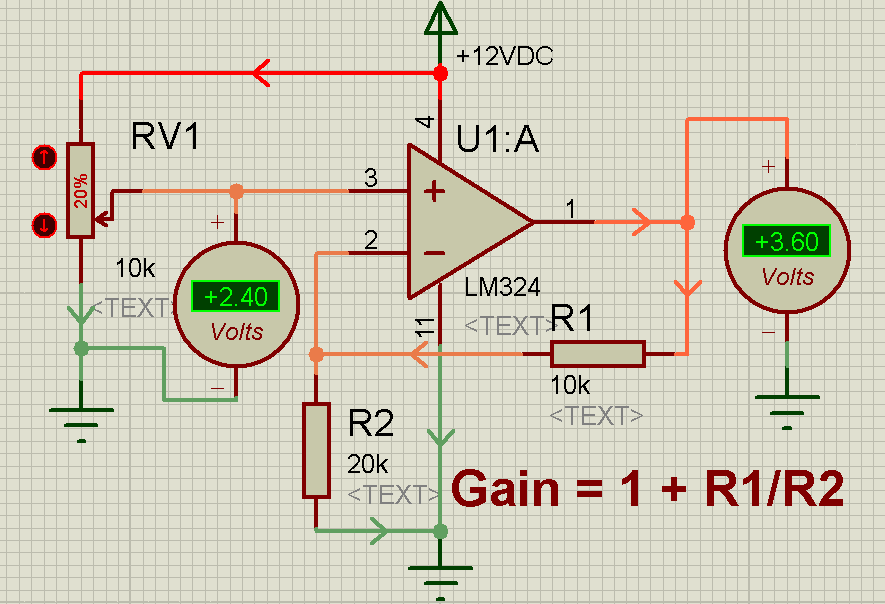 +12VDC
RV1
4
U1:A
20%
3
+
2
−
1
+
+3.60
Volts
−
+
10k
<TEXT>
+2.40
Volts
−
LM324
<TEXT>
11
R1
10k
<TEXT>
R2
20k
<TEXT>
Gain = 1 + R1/R2